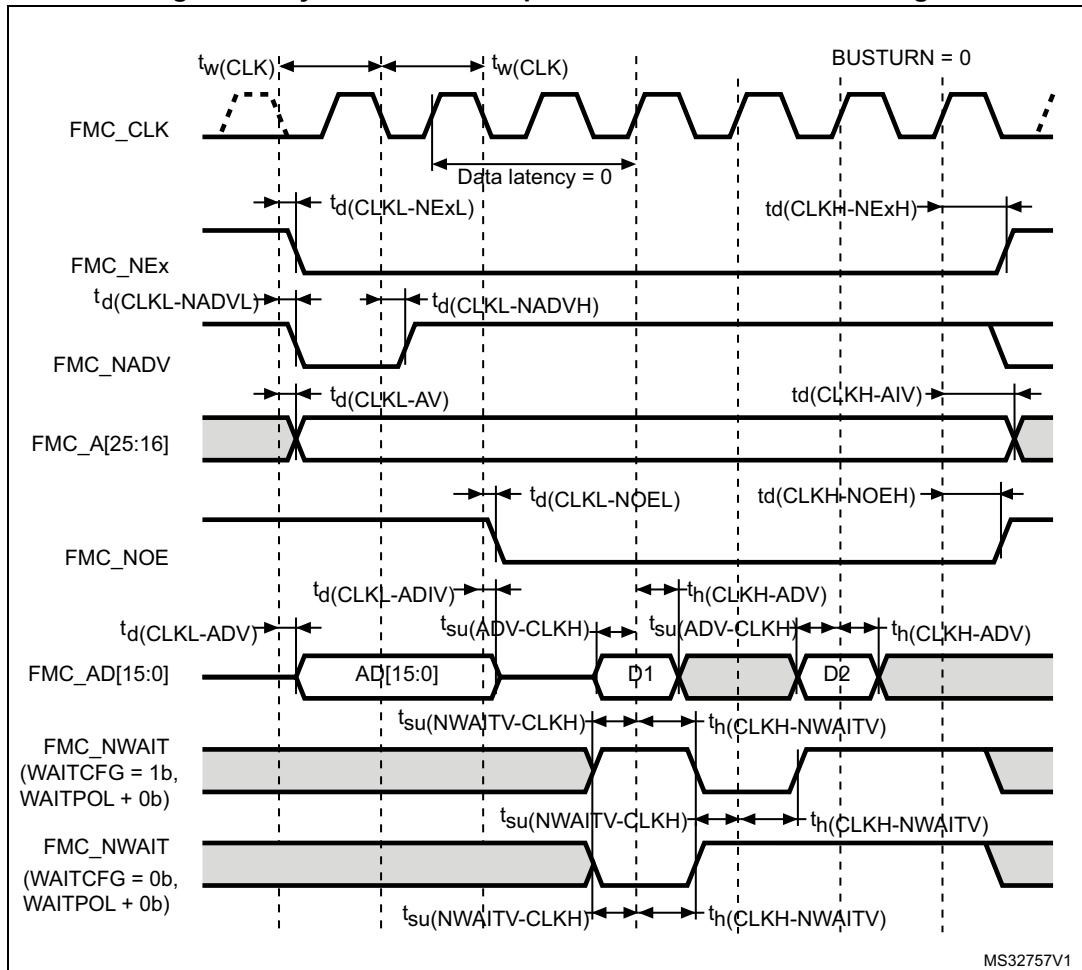 tw(CLK) tw(CLK) BUSTURN = 0
FMC_CLK
Data latency = 0
td(CLKL-NExL) td(CLKH-NExH)
FMC_NEx
td(CLKL-NADVL) td(CLKL-NADVH)
FMC_NADV
td(CLKL-AV) td(CLKH-AIV)
FMC_A[25:16]
td(CLKL-NOEL) td(CLKH-NOEH)
FMC_NOE
td(CLKL-ADIV) th(CLKH-ADV)
td(CLKL-ADV) tsu(ADV-CLKH) tsu(ADV-CLKH) th(CLKH-ADV)
FMC_AD[15:0] AD[15:0] D1 D2
tsu(NWAITV-CLKH) th(CLKH-NWAITV)
FMC_NWAIT
(WAITCFG = 1b,
WAITPOL + 0b)
tsu(NWAITV-CLKH) th(CLKH-NWAITV)
FMC_NWAIT
(WAITCFG = 0b,
WAITPOL + 0b)
tsu(NWAITV-CLKH) th(CLKH-NWAITV)
MS32757V1